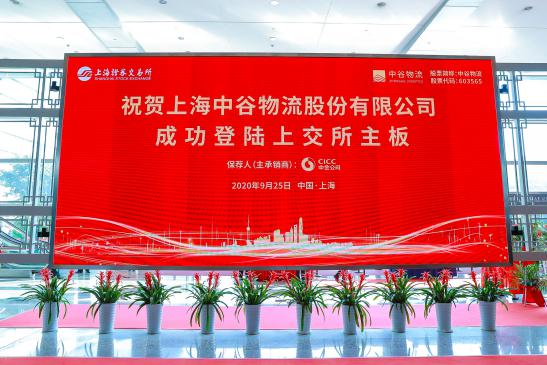 上海證券交易所
SHANGHAI STOCK EXCHANGE
中谷物流
ZHONGGU LOGISTICS
股票简称：中谷物流
股票代码：603565
祝贺上海中谷物流股份有限公司
成功登陆上交所主板
保荐人(主承销商)：
CICC
中金公司
2020年9月25日 中国·上海